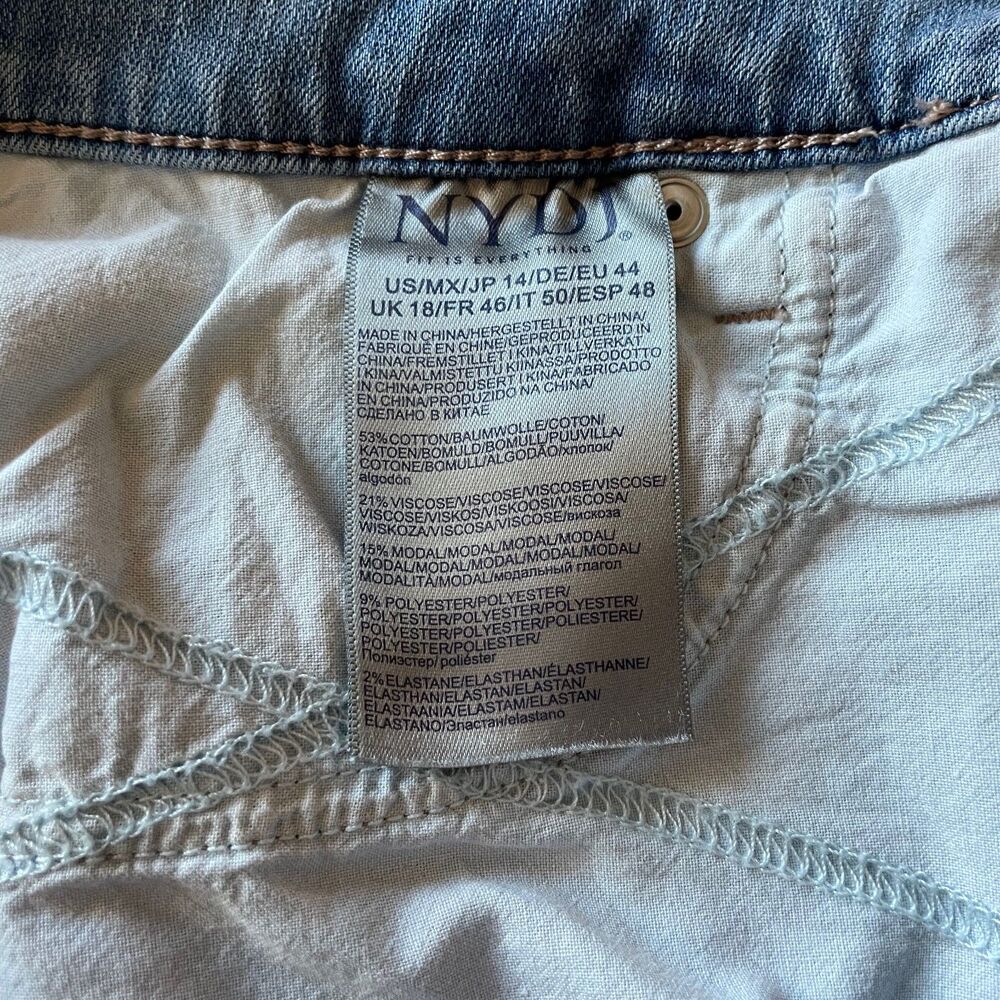 NYDJ®
FIT IS EVERYTHING
US/MX/JP 14/DE/EU 44
UK 18/FR 46/IT 50/ESP 48
MADE IN CHINA/HERGESTELLT IN CHINA/
FABRIQUÉ EN CHINE/GEPRODUCEERD IN
CHINA/FREMSTILLET I KINA/TILLVERKAT
I KINA/VALMISTETTU KIINASSA/PRODOTTO
IN CHINA/PRODUSERT I KINA/FABRICADO
EN CHINA/PRODUZIDO NA CHINA/
СДЕЛАНО В КИТАЕ
53% COTTON/BAUMWOLLE/COTON/
KATOEN/BOMULD/BOMULL/PUUVILLA/
COTONE/BOMULL/ALGODÃO/хлопок/
algodón
21% VISCOSE/VISCOSE/VISCOSE/VISCOSE/
VISCOSE/VISKOS/VISKOOSI/VISCOSA/
WISKOZA/VISCOSA/VISCOSE/вискоза
15% MODAL/MODAL/MODAL/MODAL/
MODAL/MODAL/MODAL/MODAL/MODAL/
MODALITÀ/MODAL/модальный глагол
9% POLYESTER/POLYESTER/
POLYESTER/POLYESTER/POLYESTER/
POLYESTER/POLYESTER/POLIESTERE/
POLYESTER/POLIESTER/
Полиэстер/ poliéster
2% ELASTANE/ELASTHAN/ÉLASTHANNE/
ELASTHAN/ELASTAN/ELASTAN/
ELASTAANIA/ELASTAM/ELASTAN/
ELASTANO/Эластан/elastano